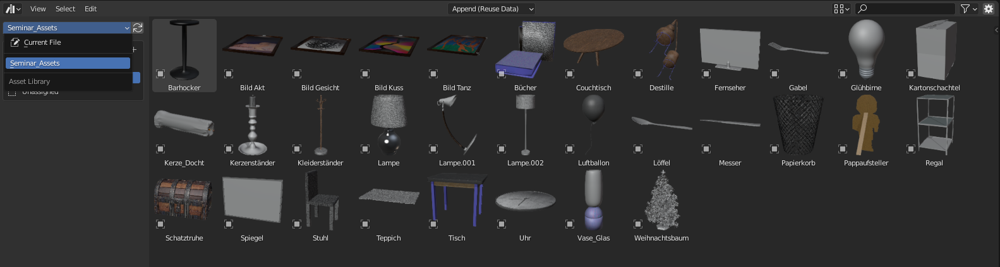 View Select Edit Append (Reuse Data)
Seminar_Assets
Current File
Seminar_Assets
Asset Library
Unassigned
Barhocker Bild Akt Bild Gesicht Bild Kuss Bild Tanz Bücher Couchtisch Destille Fernseher Gabel Glühbirne Kartonschachtel
Kerze_Docht Kerzenständer Kleiderständer Lampe Lampe.001 Lampe.002 Luftballon Löffel Messer Papierkorb Pappaufsteller Regal
Schatztruhe Spiegel Stuhl Teppich Tisch Uhr Vase_Glas Weihnachtsbaum